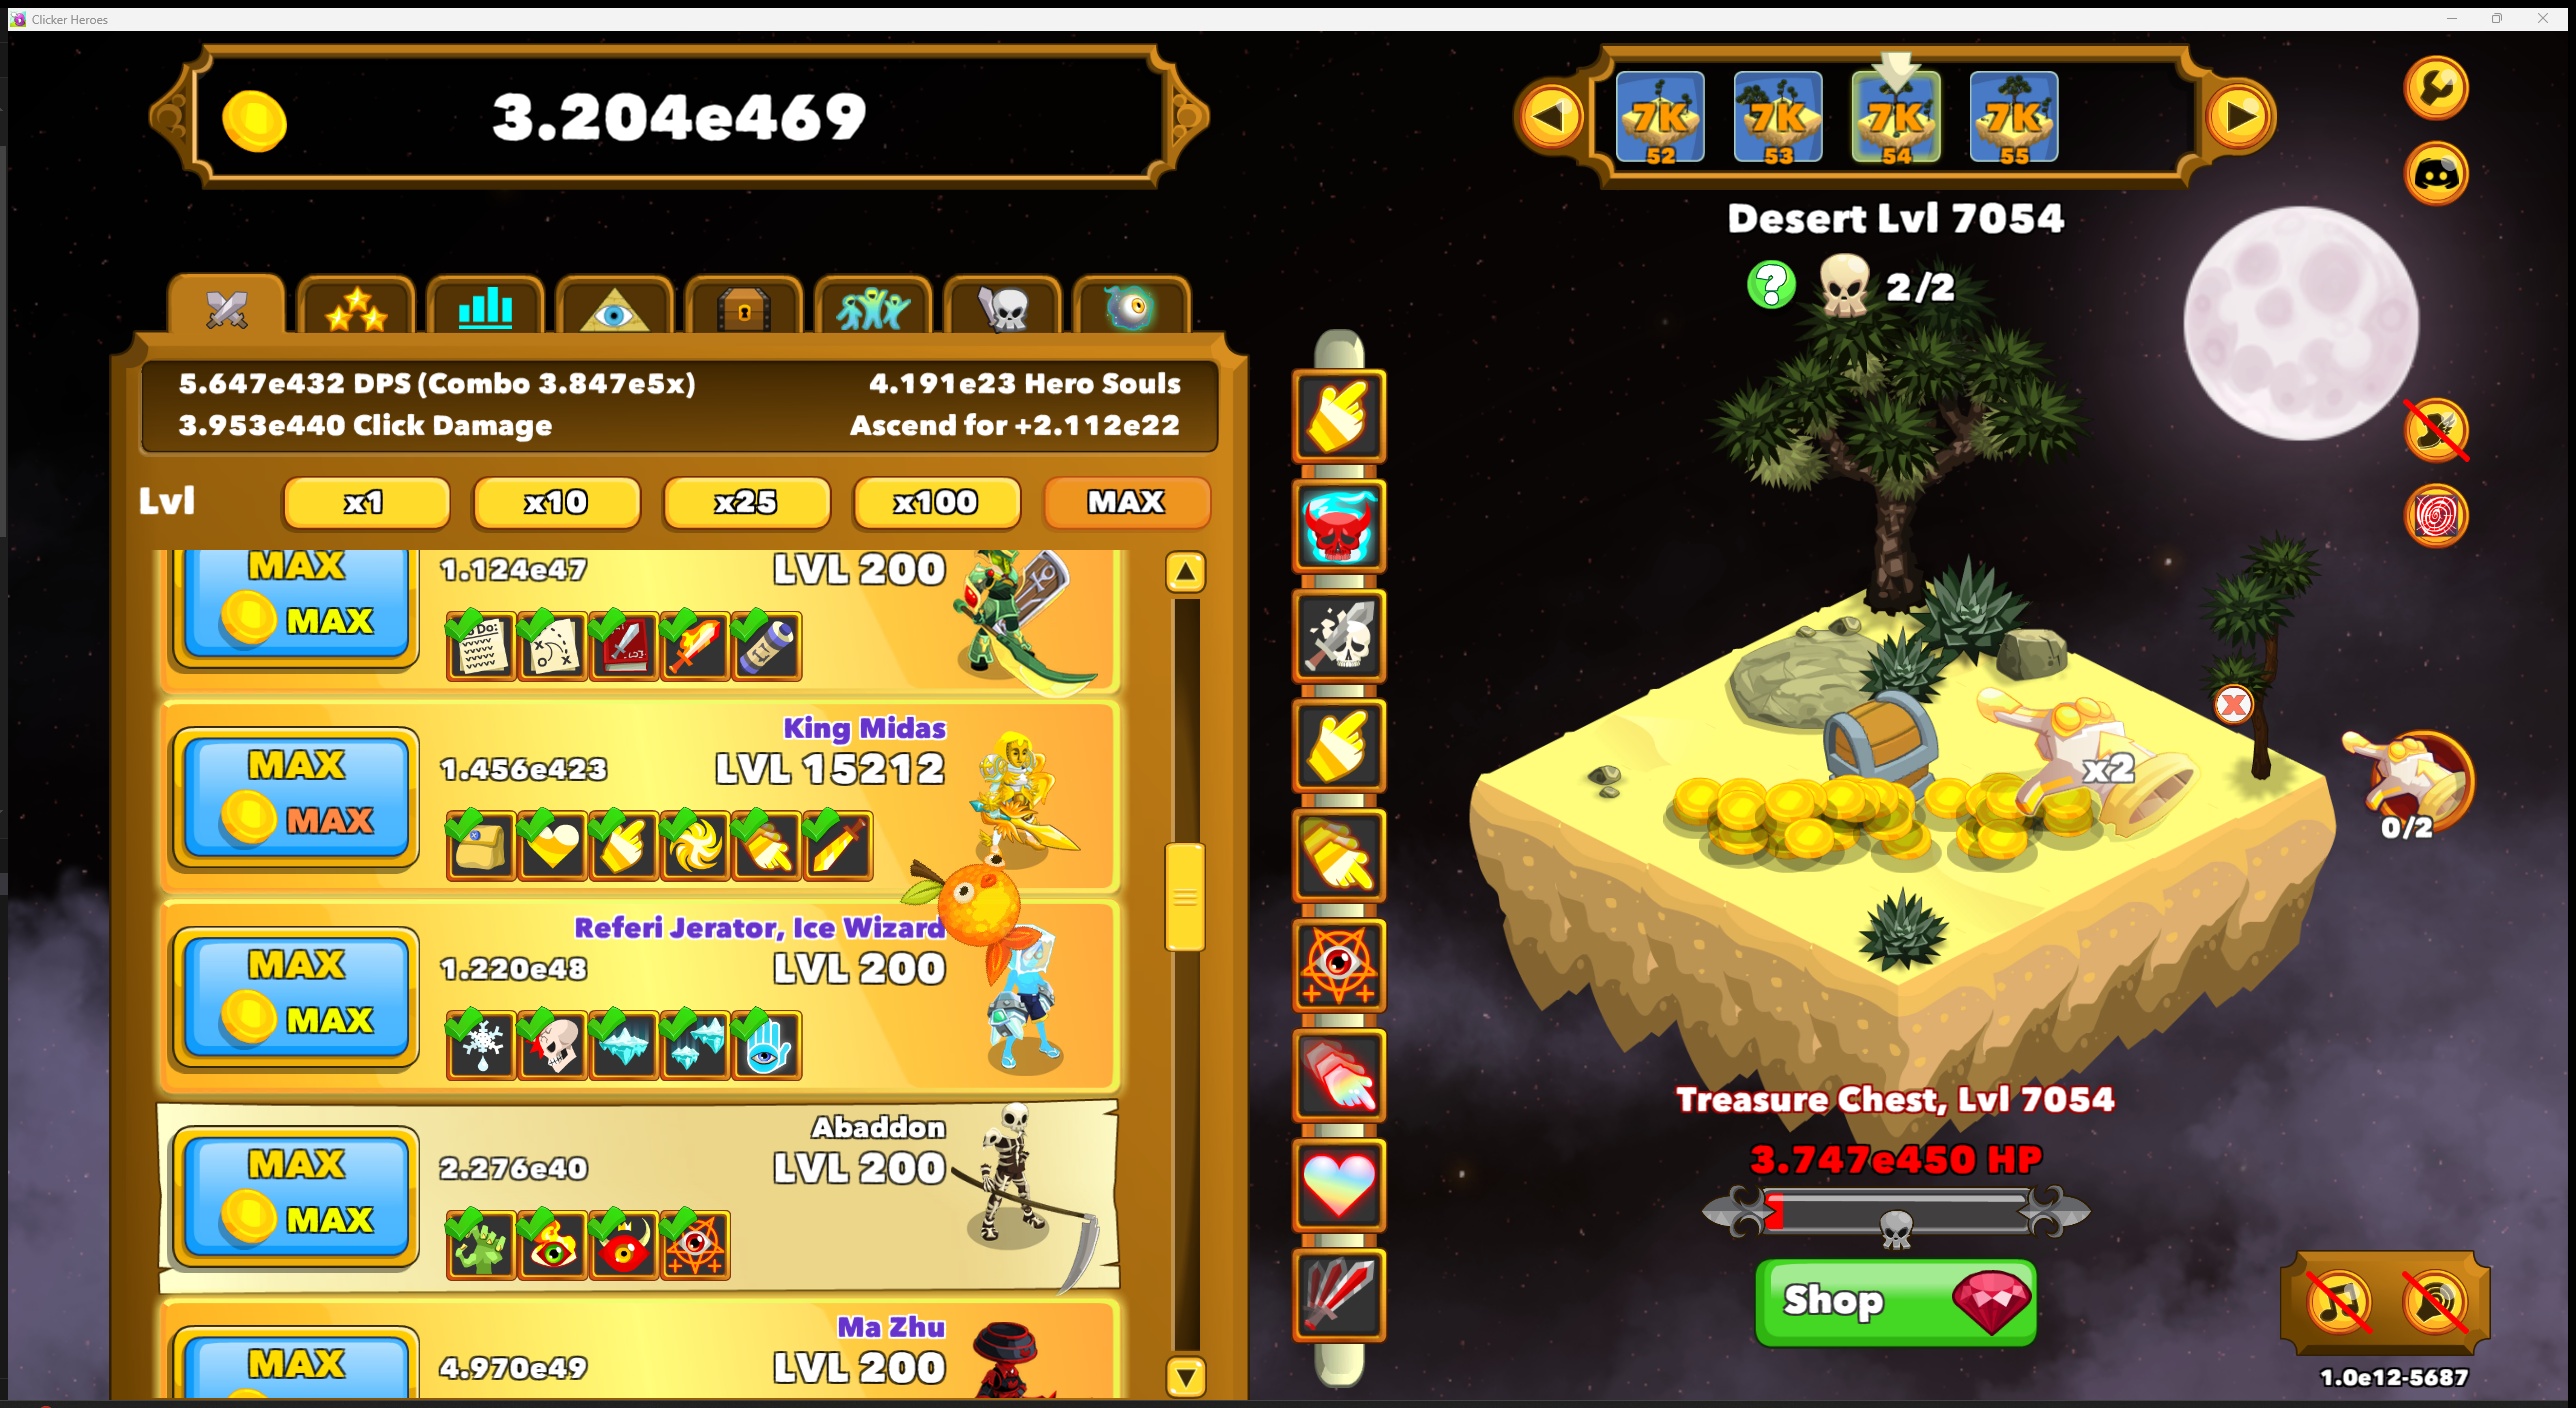 Clicker Heroes
3.204e469
7K
52
7K
53
7K
54
7K
55
Desert Lvl 7054
2/2
5.647e432 DPS (Combo 3.847e5x)
4.191e23 Hero Souls
3.953e440 Click Damage
Ascend for +2.112e22
Lvl
x1
x10
x25
x100
MAX
MAX
MAX
1.124e47
LVL 200
Do:
MAX
MAX
King Midas
1.456e423
LVL 15212
MAX
MAX
Referi Jerator, Ice Wizard
1.220e48
LVL 200
MAX
MAX
Abaddon
2.276e40
LVL 200
MAX
Ma Zhu
4.970e49
LVL 200
x2
0/2
Treasure Chest, Lvl 7054
3.747e450 HP
Shop
1.0e12-5687